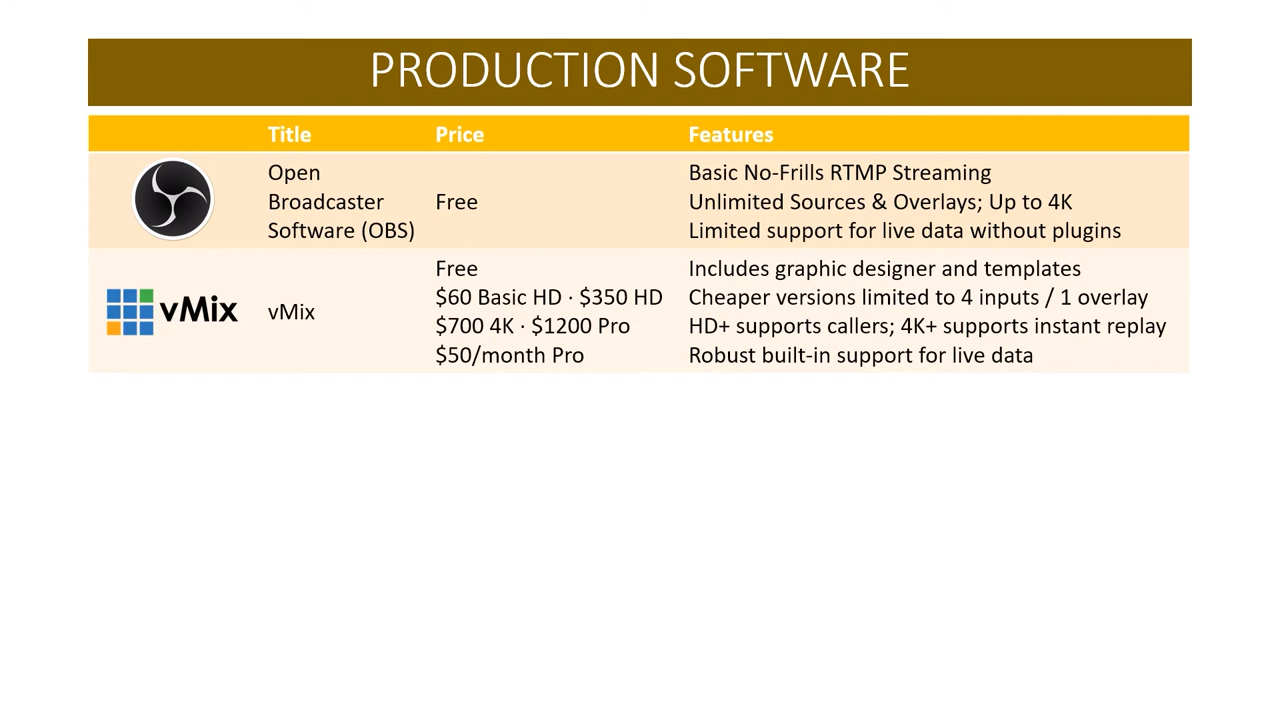 PRODUCTION SOFTWARE
Title Price Features
Open
Broadcaster
Software (OBS)
Free
Basic No-Frills RTMP Streaming
Unlimited Sources & Overlays; Up to 4K
Limited support for live data without plugins
vMix
vMix
Free
$60 Basic HD · $350 HD
$700 4K · $1200 Pro
$50/month Pro
Includes graphic designer and templates
Cheaper versions limited to 4 inputs / 1 overlay
HD+ supports callers; 4K+ supports instant replay
Robust built-in support for live data